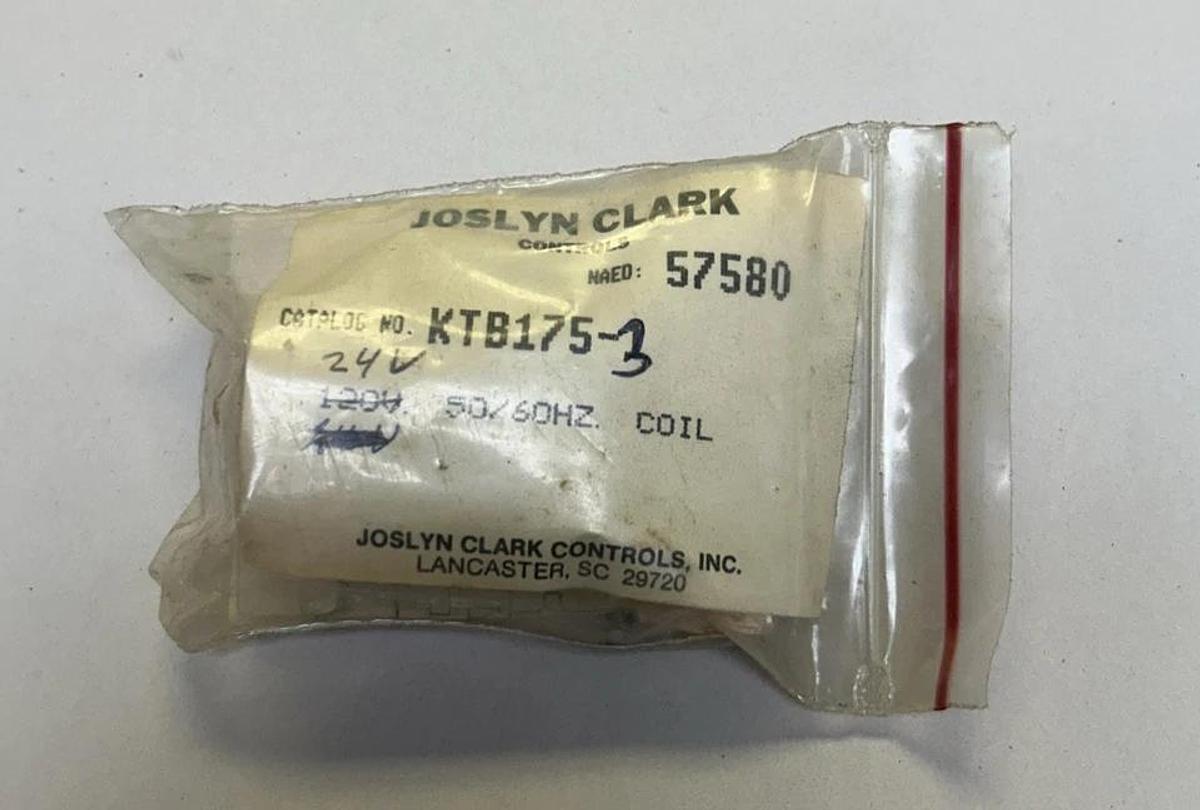 JOSLYN CLARK
CONTROLS
NAED: 57580
CATALOG NO. KTB175-3
24V
120V. 50/60HZ. COIL
JOSLYN CLARK CONTROLS, INC.
LANCASTER, SC 29720